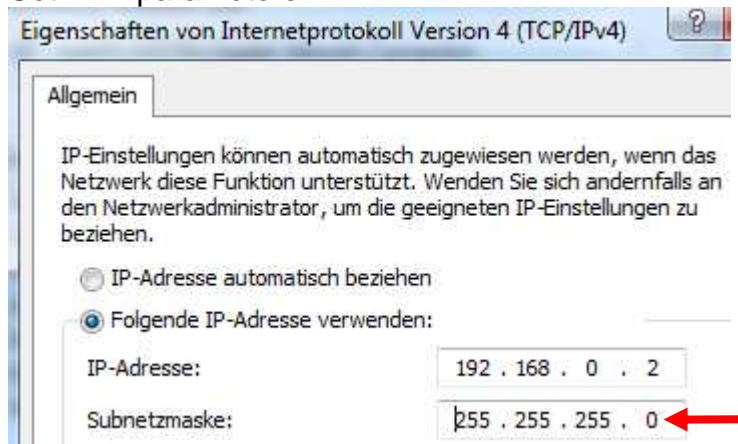 Eigenschaften von Internetprotokoll Version 4 (TCP/IPv4) ?
Allgemein
IP-Einstellungen können automatisch zugewiesen werden, wenn das
Netzwerk diese Funktion unterstützt. Wenden Sie sich andernfalls an
den Netzwerkadministrator, um die geeigneten IP-Einstellungen zu
beziehen.
IP-Adresse automatisch beziehen
Folgende IP-Adresse verwenden:
IP-Adresse: 192 . 168 . 0 . 2
Subnetzmaske: 255 . 255 . 255 . 0